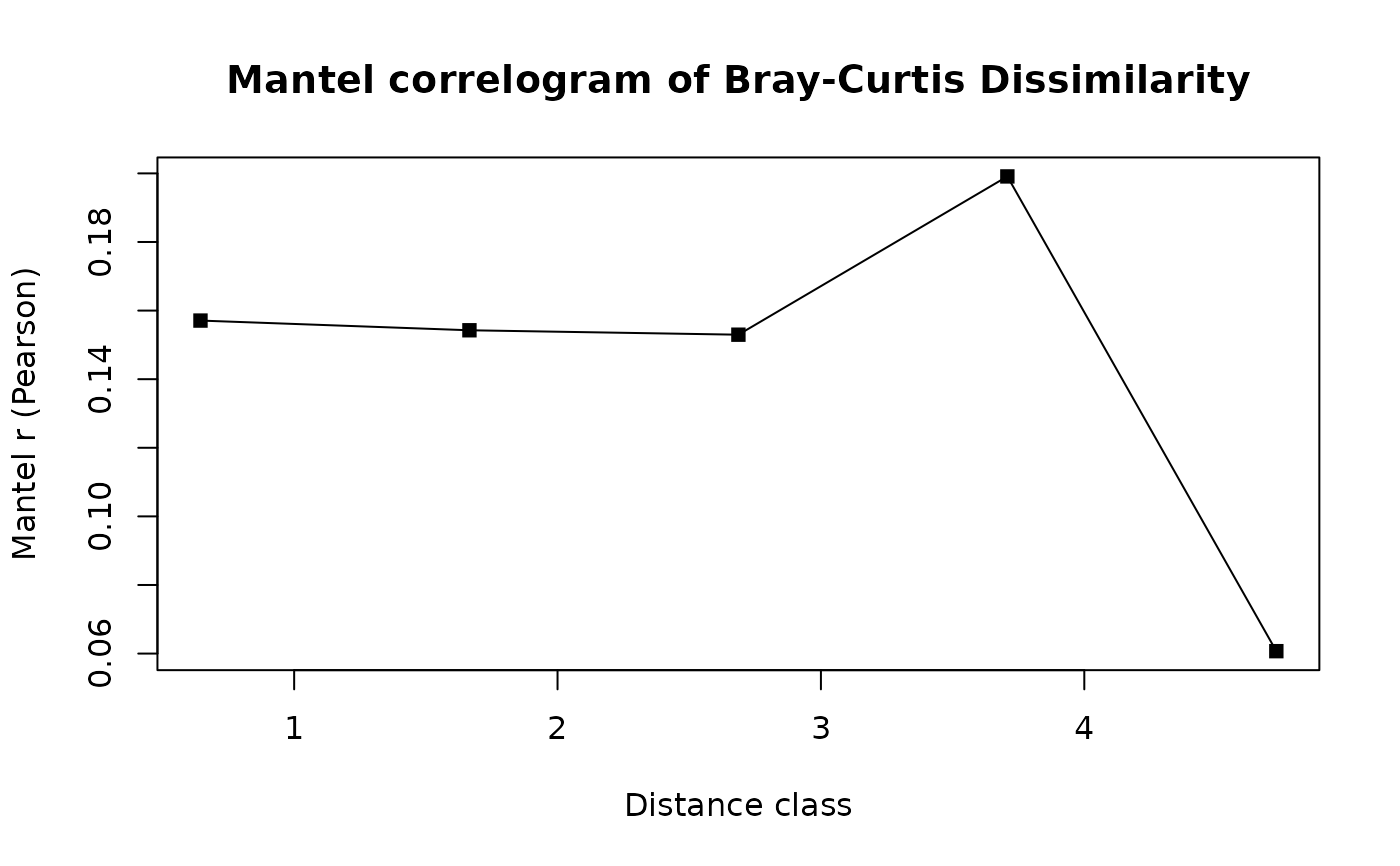 Mantel correlogram of Bray-Curtis Dissimilarity
Mantel r (Pearson)
0.18
0.14
0.10
0.06
1 2 3 4
Distance class